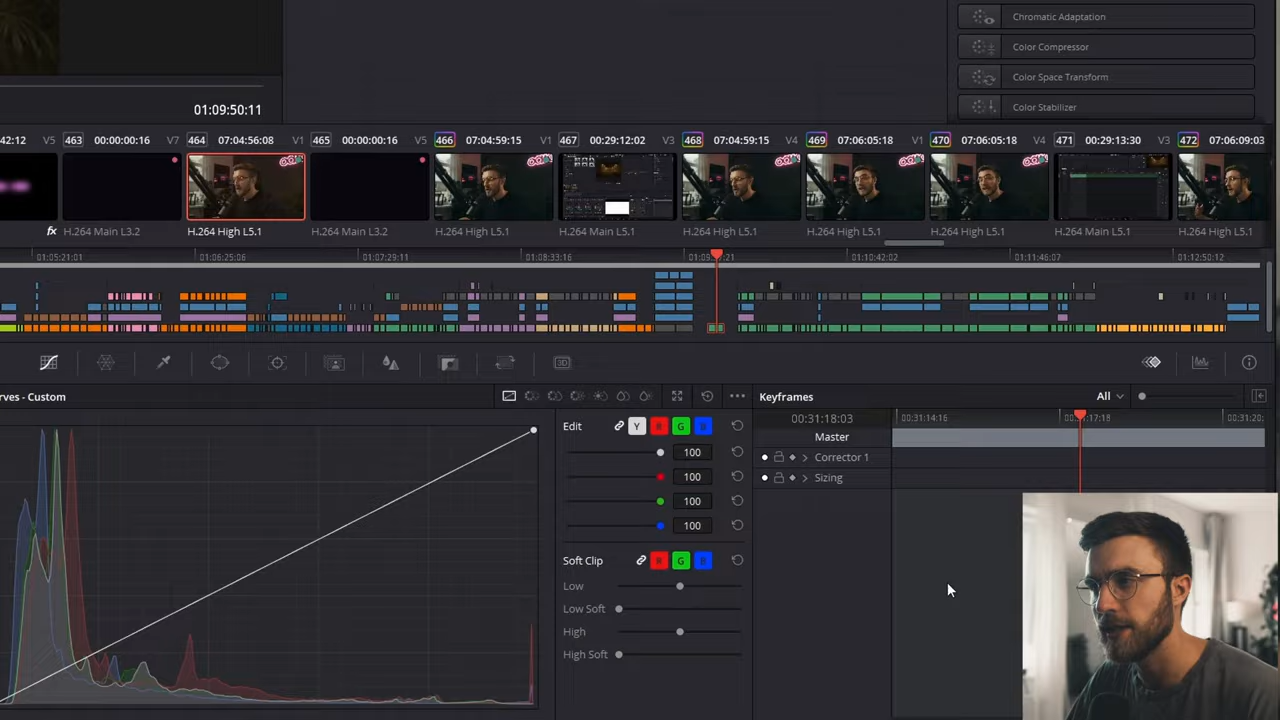 Chromatic Adaptation
Color Compressor
Color Space Transform
Color Stabilizer
01:09:50:11
42:12 V5 463 00:00:00:16 V7 464 07:04:56:08 V1 465 00:00:00:16 V5 466 07:04:59:15 V1 467 00:29:12:02 V3 468 07:04:59:15 V4 469 07:06:05:18 V1 470 07:06:05:18 V4 471 00:29:13:30 V3 472 07:06:09:03
fx H.264 Main L3.2 H.264 High L5.1 H.264 Main L3.2 H.264 High L5.1 H.264 Main L5.1 H.264 High L5.1 H.264 High L5.1 H.264 High L5.1 H.264 Main L5.1 H.264 High L5.1
01:05:21:01 01:06:25:06 01:07:29:11 01:08:33:16 01:10:42:02 01:11:46:07 01:12:50:12
rves - Custom
Edit Y R G B
100
100
100
100
Soft Clip R G B
Low
Low Soft
High
High Soft
Keyframes All
00:31:18:03 00:31:14:16 00:31:17:18 00:31:20:
Master
Corrector 1
Sizing